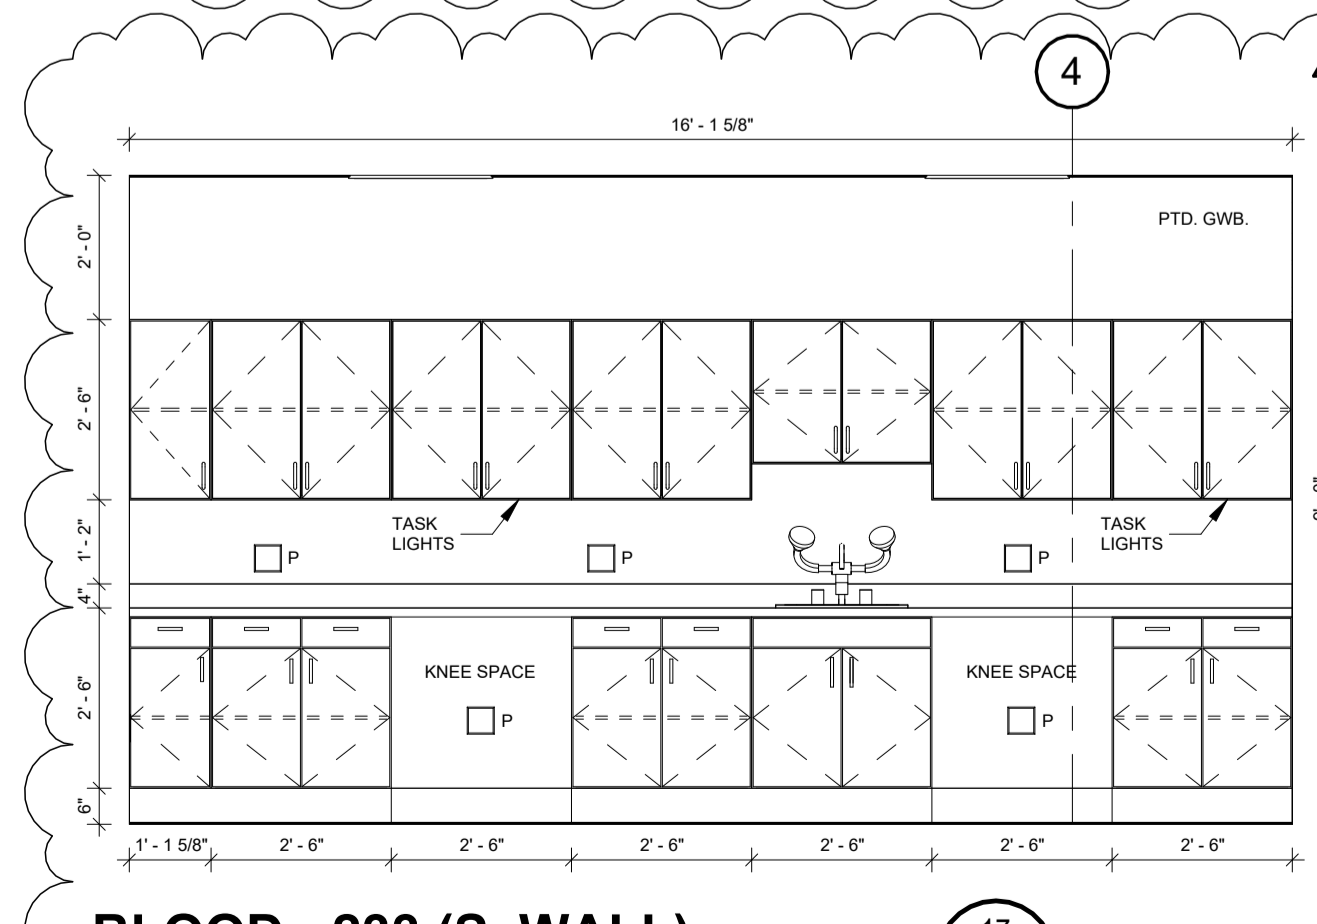 4
16' - 1 5/8"
PTD. GWB.
2' - 0"
2' - 6"
1' - 2"
4"
2' - 6"
6"
TASK
LIGHTS
TASK
LIGHTS
P
P
P
KNEE SPACE
KNEE SPACE
P
P
1' - 1 5/8"
2' - 6"
2' - 6"
2' - 6"
2' - 6"
2' - 6"
2' - 6"